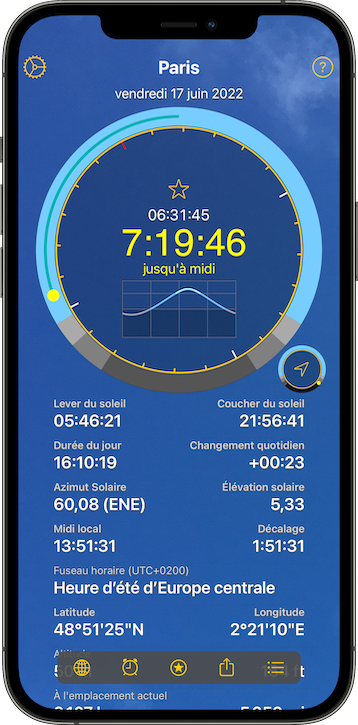 Paris
?
vendredi 17 juin 2022
06:31:45
7:19:46
jusqu'à midi
Lever du soleil Coucher du soleil
05:46:21 21:56:41
Durée du jour Changement quotidien
16:10:19 +00:23
Azimut Solaire Élévation solaire
60,08 (ENE) 5,33
Midi local Décalage
13:51:31 1:51:31
Fuseau horaire (UTC+0200)
Heure d’été d’Europe centrale
Latitude Longitude
48°51'25"N 2°21'10"E
Altitude
À l'emplacement actuel